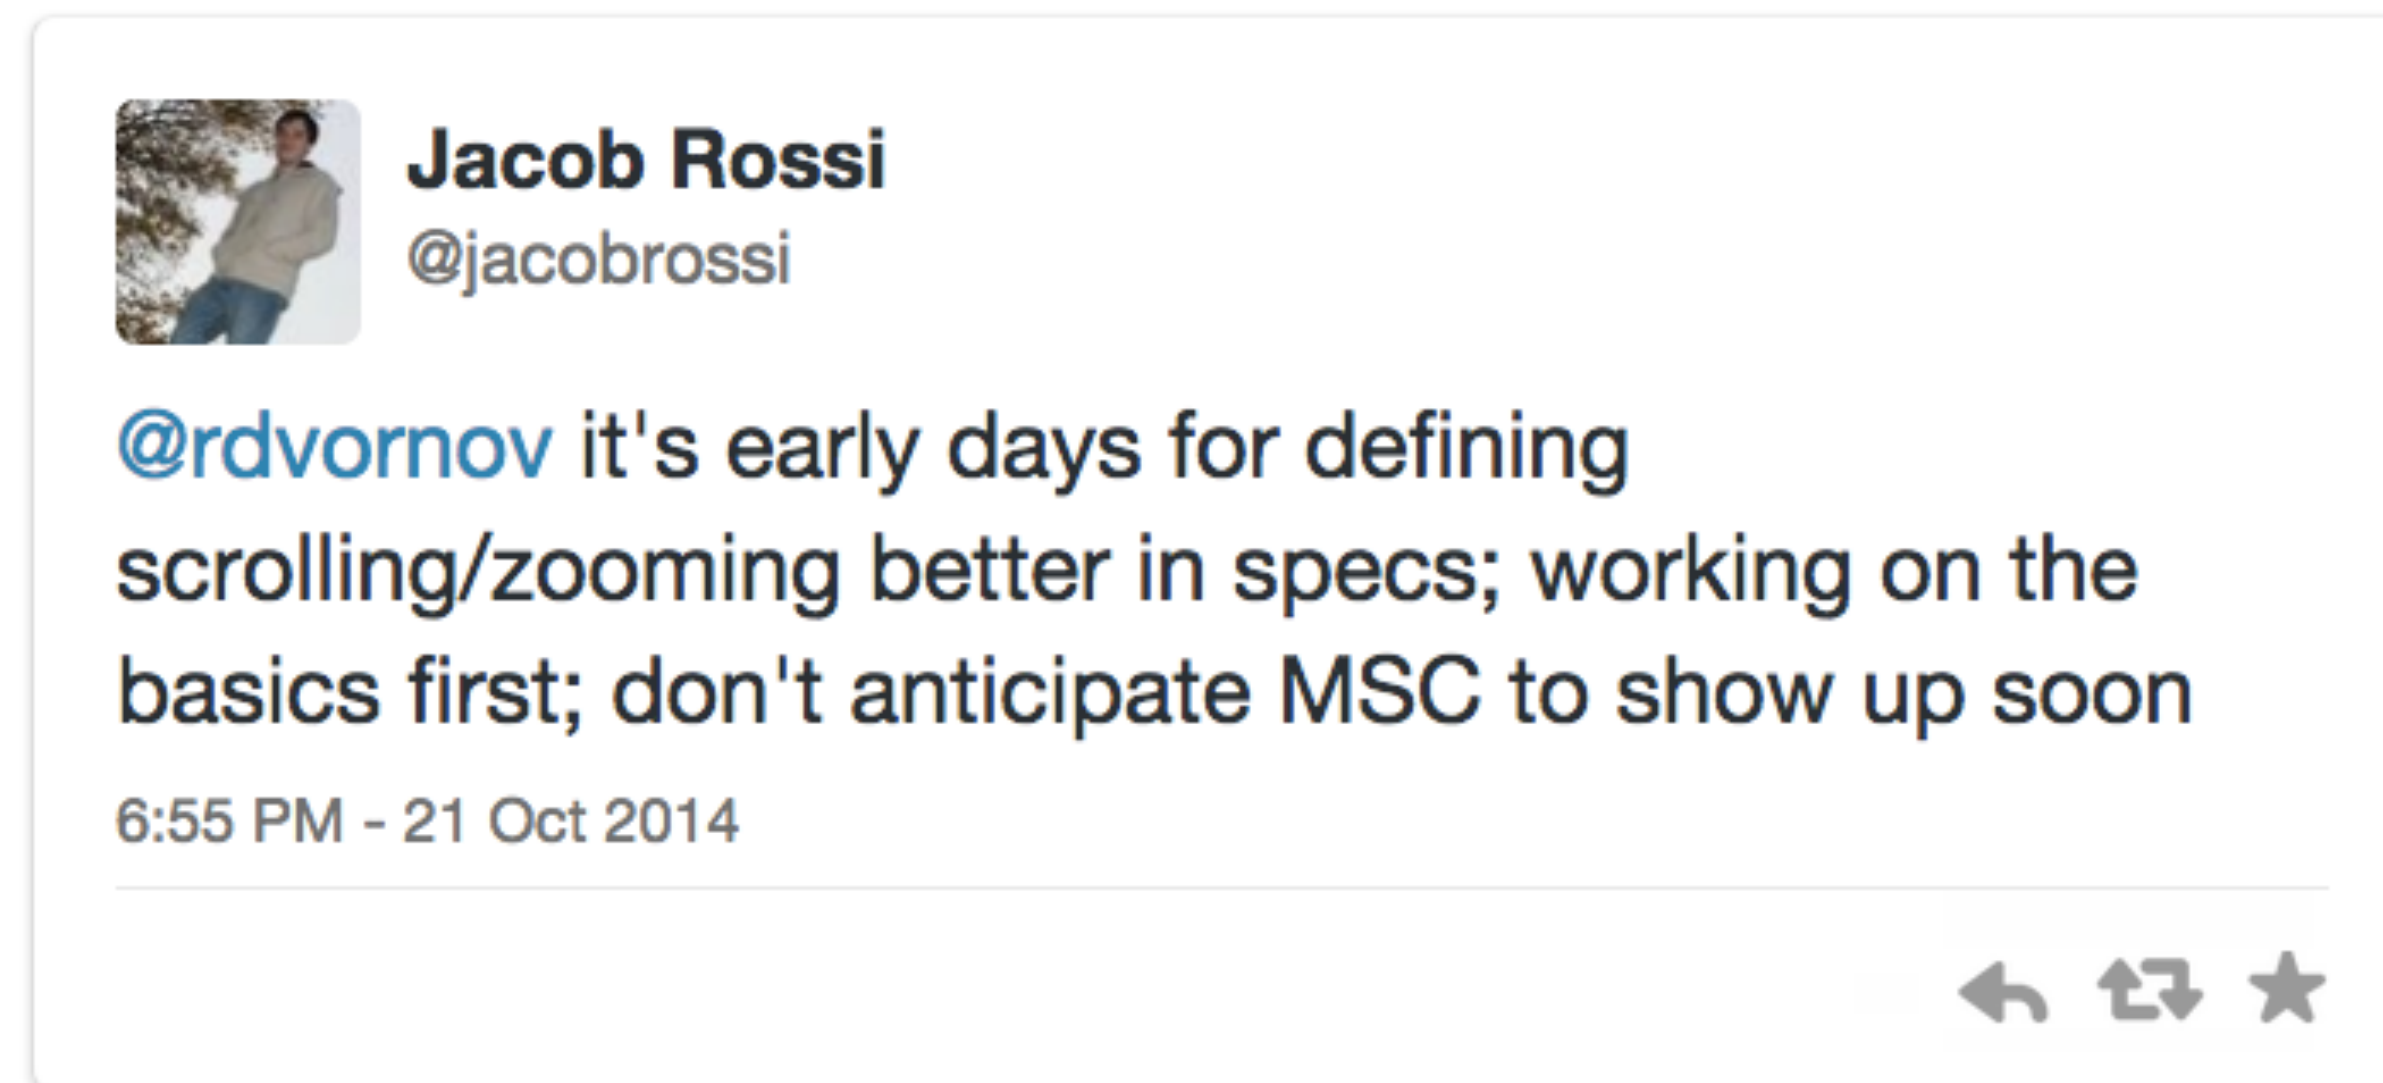 Jacob Rossi
@jacobrossi
@rdvornov it's early days for defining
scrolling/zooming better in specs; working on the
basics first; don't anticipate MSC to show up soon
6:55 PM - 21 Oct 2014